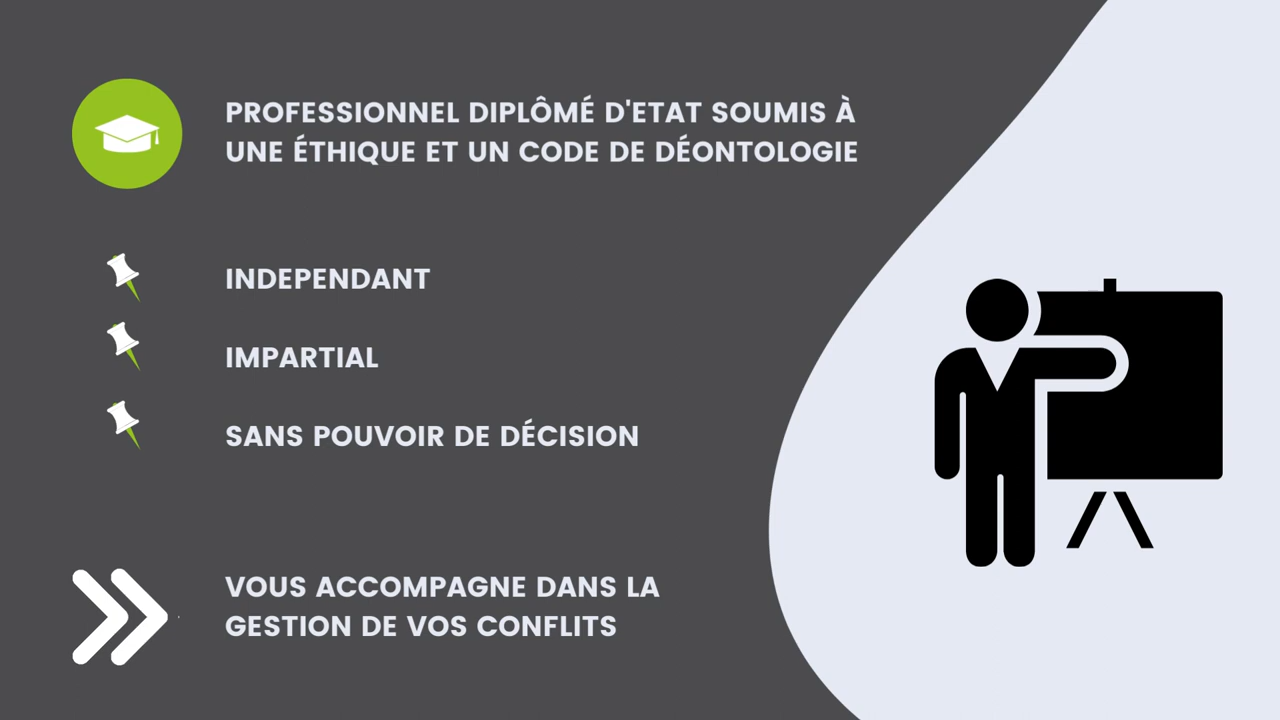 PROFESSIONNEL DIPLÔMÉ D'ETAT SOUMIS À
UNE ÉTHIQUE ET UN CODE DE DÉONTOLOGIE
INDEPENDANT
IMPARTIAL
SANS POUVOIR DE DÉCISION
VOUS ACCOMPAGNE DANS LA
GESTION DE VOS CONFLITS